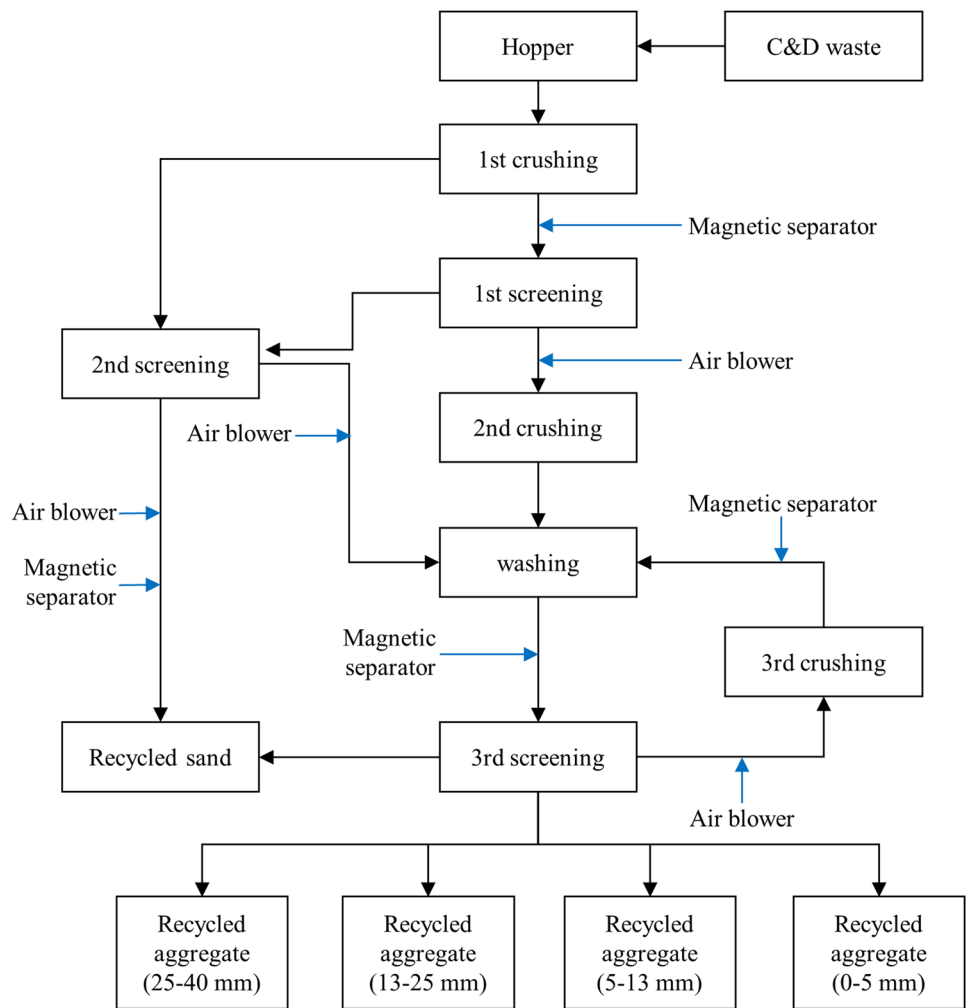 Hopper
C&D waste
1st crushing
Magnetic separator
1st screening
2nd screening
Air blower
2nd crushing
Air blower
Air blower
Magnetic separator
washing
Magnetic
separator
Magnetic
separator
3rd crushing
Recycled sand
3rd screening
Air blower
Recycled
aggregate
(25-40 mm)
Recycled
aggregate
(13-25 mm)
Recycled
aggregate
(5-13 mm)
Recycled
aggregate
(0-5 mm)